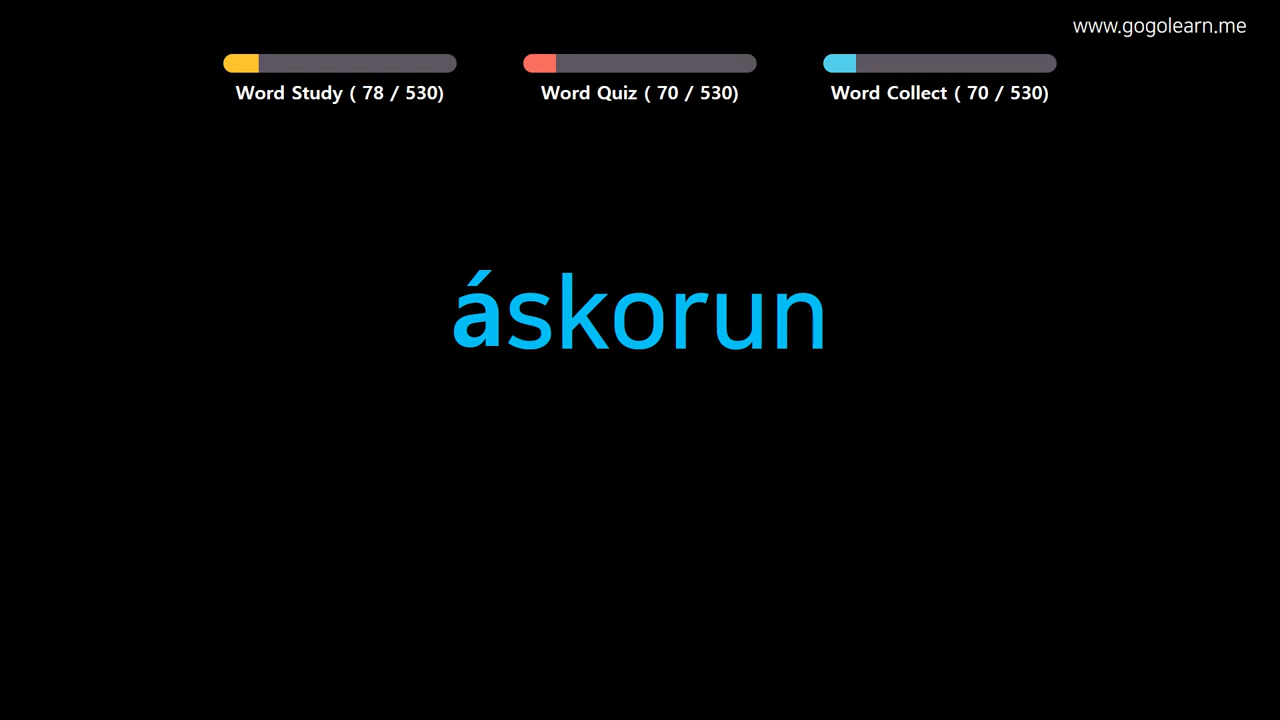 www.gogolearn.me
Word Study ( 78 / 530)
Word Quiz ( 70 / 530)
Word Collect ( 70 / 530)
áskorun